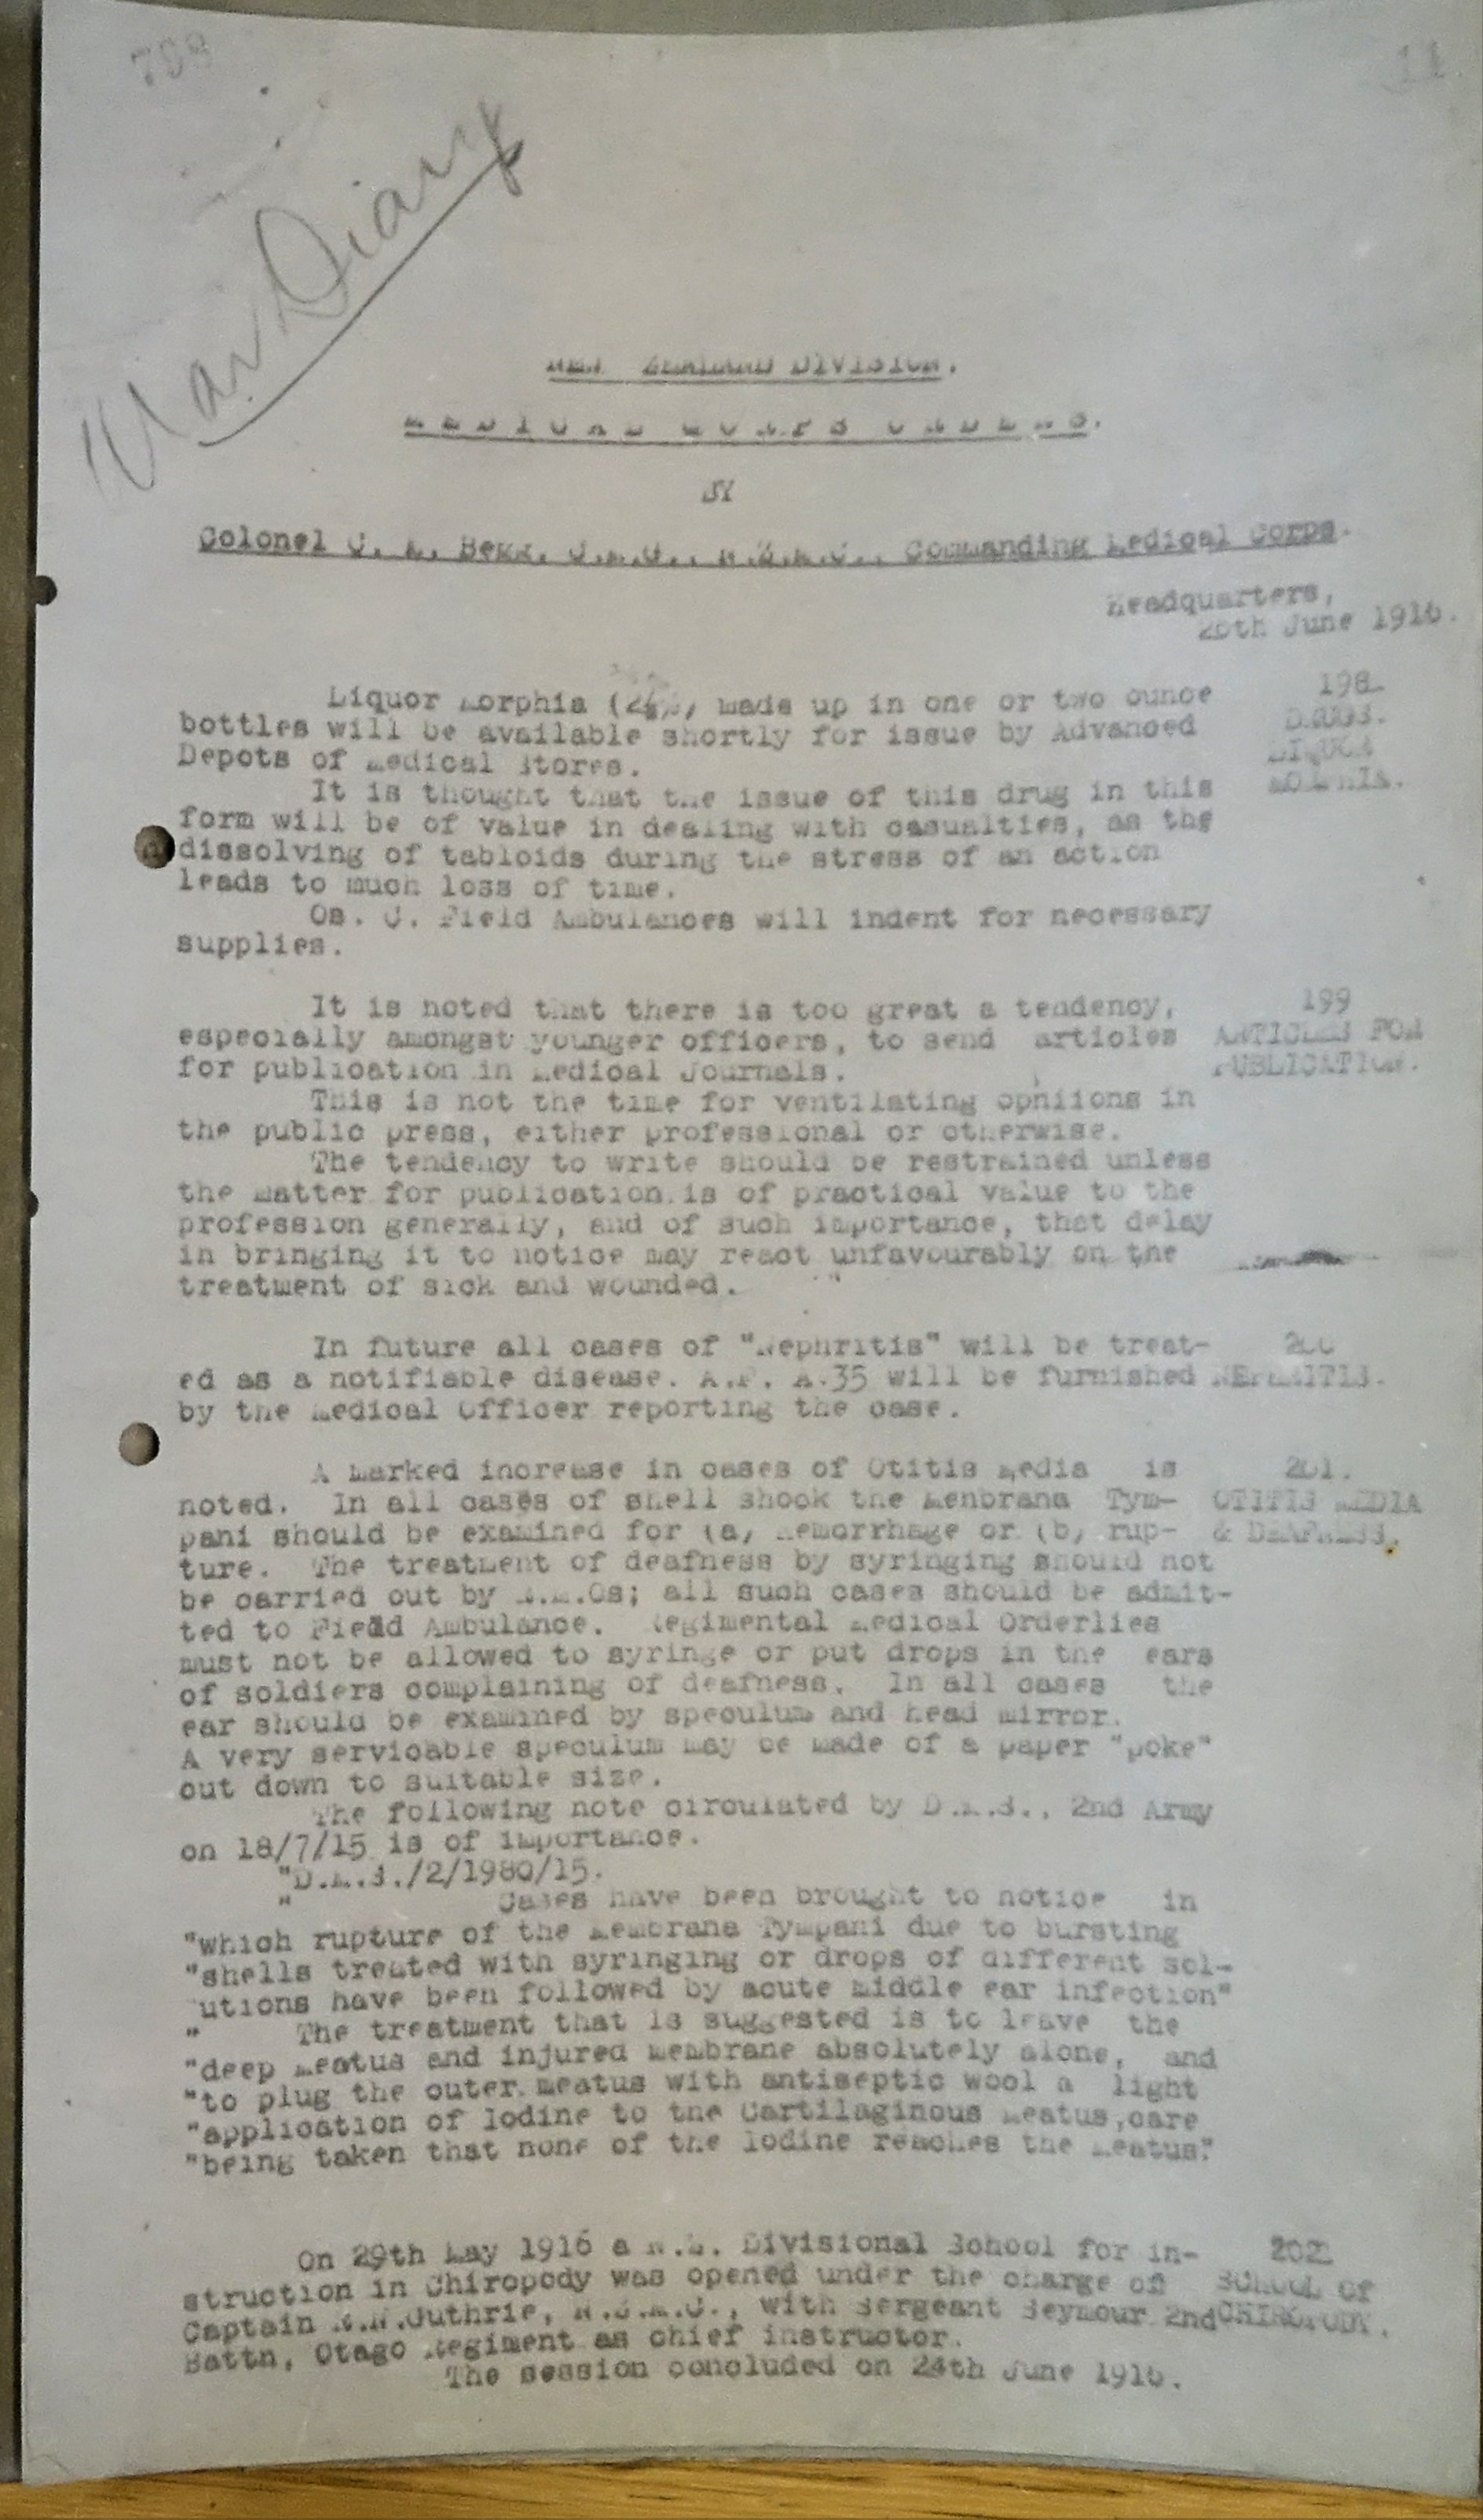 709
11
War Diary
NEW ZEALAND DIVISION.
MEDICAL CORPS ORDERS.
BY
Colonel C. M. Begg, C.M.G., N.Z.M.C., Commanding Medical Corps.
Headquarters,
June 1916.
Liquor Morphia made up in one or two ounce
198.
bottles will be available shortly for issue by Advanced
DRUGS.
Depots of Medical Stores.
LIQUOR
It is thought that the issue of this drug in this
MORPHIA.
form will be of value in dealing with casualties, as the
dissolving of tabloids during the stress of an action
leads to much loss of time.
Os. C. Field Ambulances will indent for necessary
supplies.
It is noted that there is too great a tendency,
199
especially amongst younger officers, to send articles
ARTICLES FOR
for publication in Medical Journals.
PUBLICATION.
This is not the time for ventilating opniions in
the public press, either professional or otherwise.
The tendency to write should be restrained unless
the matter for publication is of practical value to the
profession generally, and of such importance, that delay
in bringing it to notice may react unfavourably on the
treatment of sick and wounded.
In future all cases of "Nephritis" will be treat-
200
ed as a notifiable disease. A.F. A.35 will be furnished
NEPHRITIS.
by the Medical Officer reporting the case.
A marked increase in cases of Otitis Media is
201.
noted. In all cases of shell shock the Menbrana Tym-
OTITIS MEDIA
pani should be examined for (a) Hemorrhage or (b) rup-
& DEAFNESS.
ture. The treatment of deafness by syringing should not
be carried out by R.M.Os; all such cases should be admit-
ted to Field Ambulance. Regimental Medical Orderlies
must not be allowed to syringe or put drops in the ears
of soldiers complaining of deafness. In all cases the
ear should be examined by speculum and head mirror.
A very servicable speculum may be made of a paper "poke"
cut down to suitable size.
The following note circulated by D.M.S., 2nd Army
on 18/7/15 is of importance.
"D.M.S./2/1980/15.
" Cases have been brought to notice in
"which rupture of the Membrana Tympani due to bursting
"shells treated with syringing or drops of different sol-
utions have been followed by acute middle ear infection"
" The treatment that is suggested is to leave the
"deep meatus and injured membrane absolutely alone, and
"to plug the outer meatus with antiseptic wool a light
"application of Iodine to the Cartilaginous Meatus,care
"being taken that none of the Iodine reaches the Meatus."
On 29th May 1916 a N.Z. Divisional School for in-
202
struction in Chiropody was opened under the charge of
SCHOOL OF
Captain Guthrie, N.Z.M.C., with Sergeant Seymour 2nd
CHIROPODY.
Battn, Otago Regiment as chief instructor.
The session concluded on 24th June 1916.